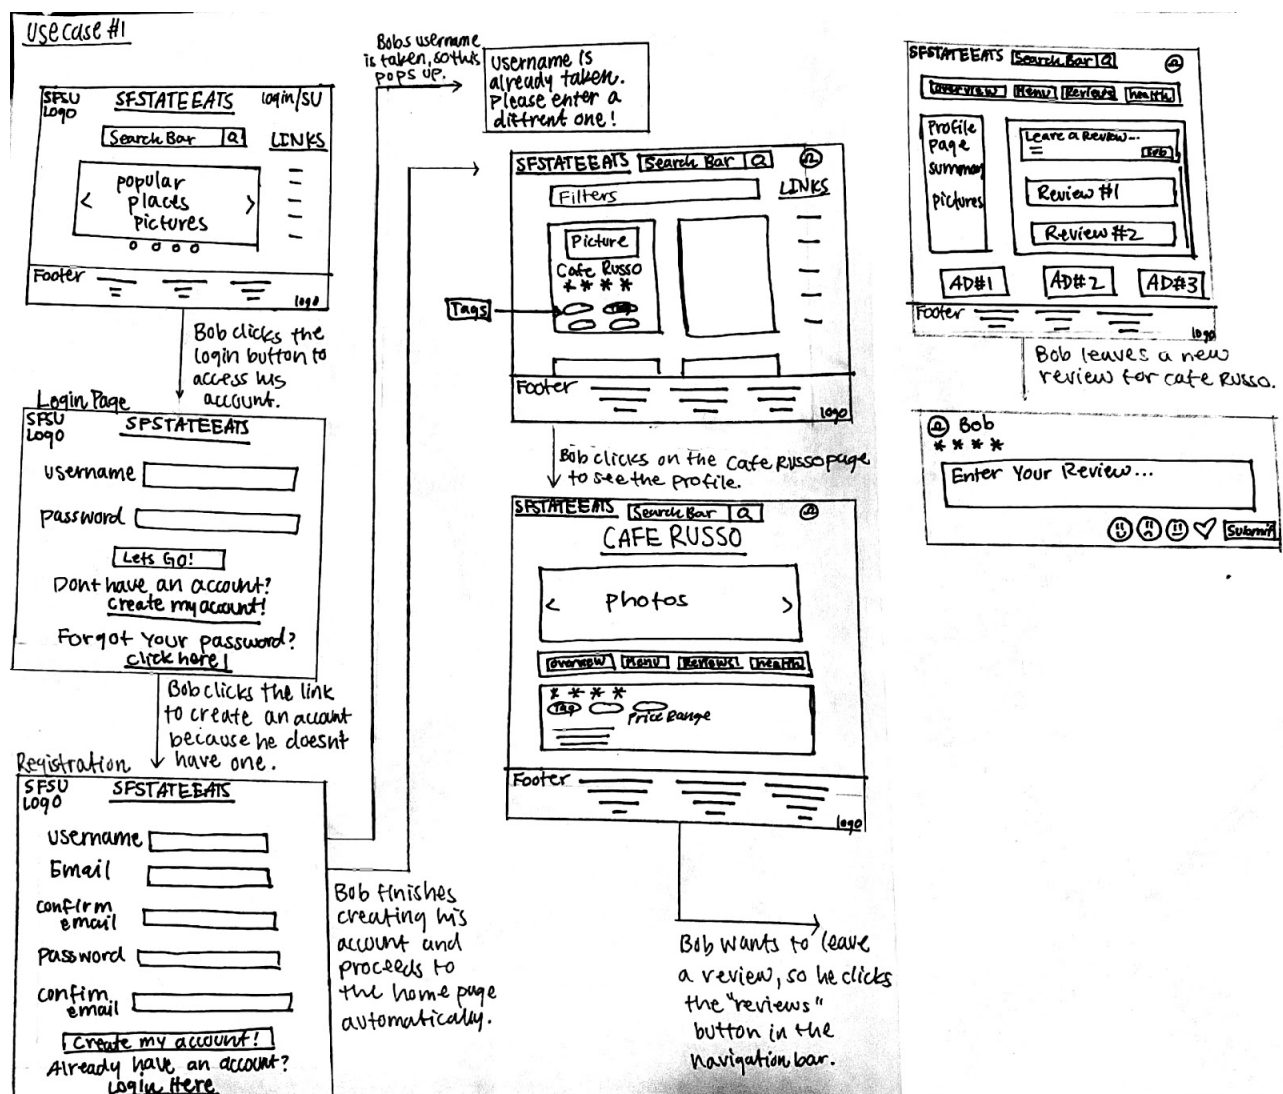 Use case #1
SFSU
Logo
SFSTATEEATS
login/SU
Search Bar
LINKS
popular
places
pictures
Footer
logo
Bob clicks the
login button to
access his
account.
Login Page
SFSU
Logo
SFSTATEEATS
username
password
Lets GO!
Dont have an account?
Create my account!
Forgot Your password?
click here!
Bob clicks the link
to create an account
because he doesn't
have one.
Registration
SFSU
Logo
SFSTATEEATS
username
Email
confirm
email
password
confim
email
Create my account!
Already have an account?
Login Here
Bobs username
is taken, so this
pops up.
Username is
already taken.
Please enter a
diffrent one!
Bob finishes
creating his
account and
proceeds to
the home page
automatically.
SFSTATEEATS
Search Bar
LINKS
Filters
Picture
Cafe Russo
Tag
Tags
Footer
logo
Bob clicks on the Cafe Russo page
to see the profile.
SFSTATEEATS
Search Bar
CAFE RUSSO
photos
overview
Menu
Reviews!
health
Tag
Price Range
Footer
logo
Bob wants to leave
a review, so he clicks
the "reviews"
button in the
navigation bar.
SFSTATEEATS
Search Bar
overview
Menu
Reviews
health
Profile
page
summary
pictures
Leave a Review...
Sub
Review #1
Review #2
AD#1
AD#2
AD#3
Footer
logo
Bob leaves a new
review for cafe Russo.
Bob
Enter Your Review...
Submit